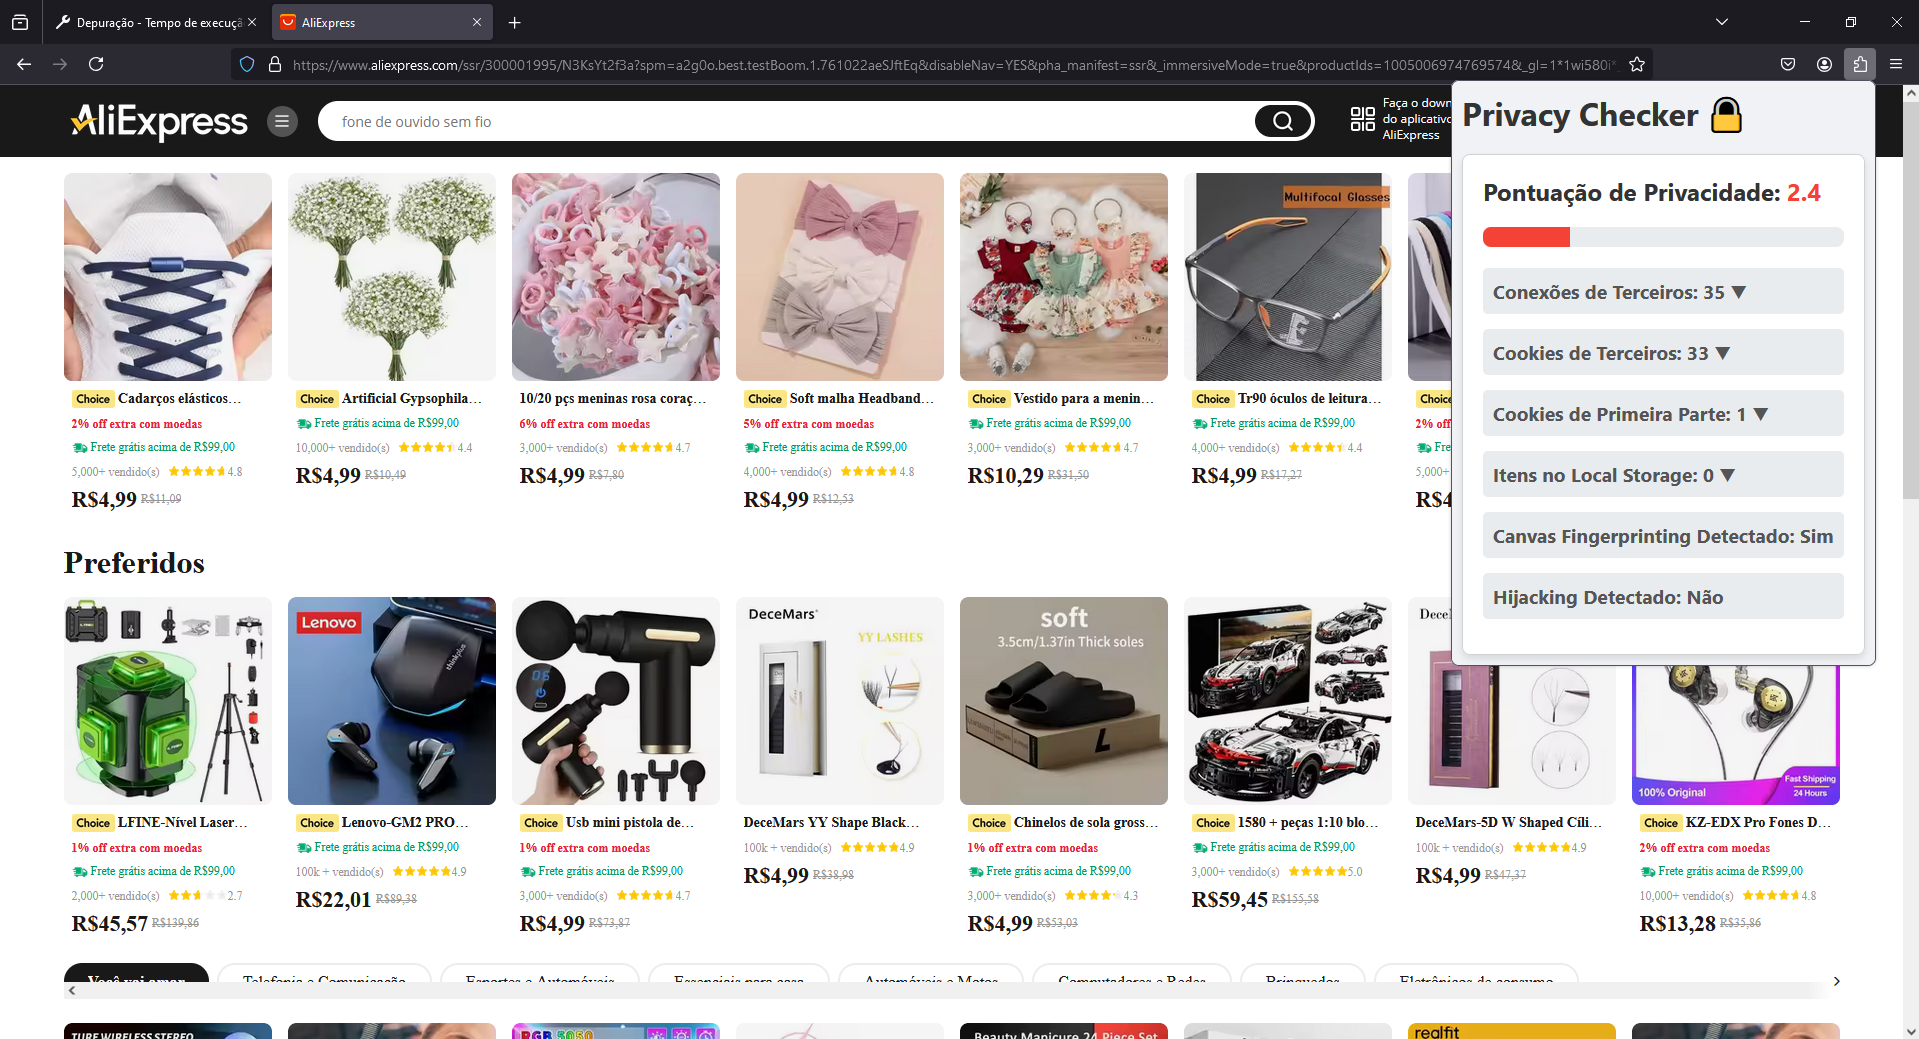 Depuração - Tempo de execuçã
AliExpress
https://www.aliexpress.com/ssr/300001995/N3KsYt2f3a?spm=a2g0o.best.testBoom.1.761022aeSJftEq&disableNav=YES&pha_manifest=ssr&_immersiveMode=true&productIds=1005006974769574&_gl=1*1wi580i*
AliExpress
fone de ouvido sem fio
Faça o down
do aplicativo
AliExpress
Privacy Checker
Pontuação de Privacidade: 2.4
Conexões de Terceiros: 35 ▼
Cookies de Terceiros: 33 ▼
Cookies de Primeira Parte: 1 ▼
Itens no Local Storage: 0 ▼
Canvas Fingerprinting Detectado: Sim
Hijacking Detectado: Não
Multifocal Glasses
Choice Cadarços elásticos…
2% off extra com moedas
Frete grátis acima de R$99,00
5,000+ vendido(s) 4.8
R$4,99 R$11,09
Choice Artificial Gypsophila…
Frete grátis acima de R$99,00
10,000+ vendido(s) 4.4
R$4,99 R$10,49
10/20 pçs meninas rosa coraç…
6% off extra com moedas
3,000+ vendido(s) 4.7
R$4,99 R$7,80
Choice Soft malha Headband…
5% off extra com moedas
Frete grátis acima de R$99,00
4,000+ vendido(s) 4.8
R$4,99 R$12,53
Choice Vestido para a menin…
Frete grátis acima de R$99,00
3,000+ vendido(s) 4.7
R$10,29 R$31,50
Choice Tr90 óculos de leitura…
Frete grátis acima de R$99,00
4,000+ vendido(s) 4.4
R$4,99 R$17,27
Choice
2% off
Fre
5,000+
R$4
Preferidos
Lenovo
thinkplus
06
DeceMars
YY LASHES
soft
3.5cm/1.37in Thick soles
L
DeceM
100% Original
Fast Shipping
24 Hours
Choice LFINE-Nível Laser…
1% off extra com moedas
Frete grátis acima de R$99,00
2,000+ vendido(s) 2.7
R$45,57 R$139,86
Choice Lenovo-GM2 PRO…
Frete grátis acima de R$99,00
100k + vendido(s) 4.9
R$22,01 R$89,38
Choice Usb mini pistola de…
1% off extra com moedas
Frete grátis acima de R$99,00
3,000+ vendido(s) 4.7
R$4,99 R$73,87
DeceMars YY Shape Black…
100k + vendido(s) 4.9
R$4,99 R$38,98
Choice Chinelos de sola gross…
1% off extra com moedas
Frete grátis acima de R$99,00
3,000+ vendido(s) 4.3
R$4,99 R$53,03
Choice 1580 + peças 1:10 blo…
Frete grátis acima de R$99,00
3,000+ vendido(s) 5.0
R$59,45 R$155,58
DeceMars-5D W Shaped Cíli…
100k + vendido(s) 4.9
R$4,99 R$47,37
Choice KZ-EDX Pro Fones D…
2% off extra com moedas
Frete grátis acima de R$99,00
10,000+ vendido(s) 4.8
R$13,28 R$35,86
Você vai amar
Telefonia e Comunicação
Esportes e Automóveis
Essenciais para casa
Automóveis e Motos
Computadores e Redes
Brinquedos
Eletrônicos de consumo
TURE WIRELESS STEREO
RGB 5050
Beauty Manicure 24 Piece Set
realfit